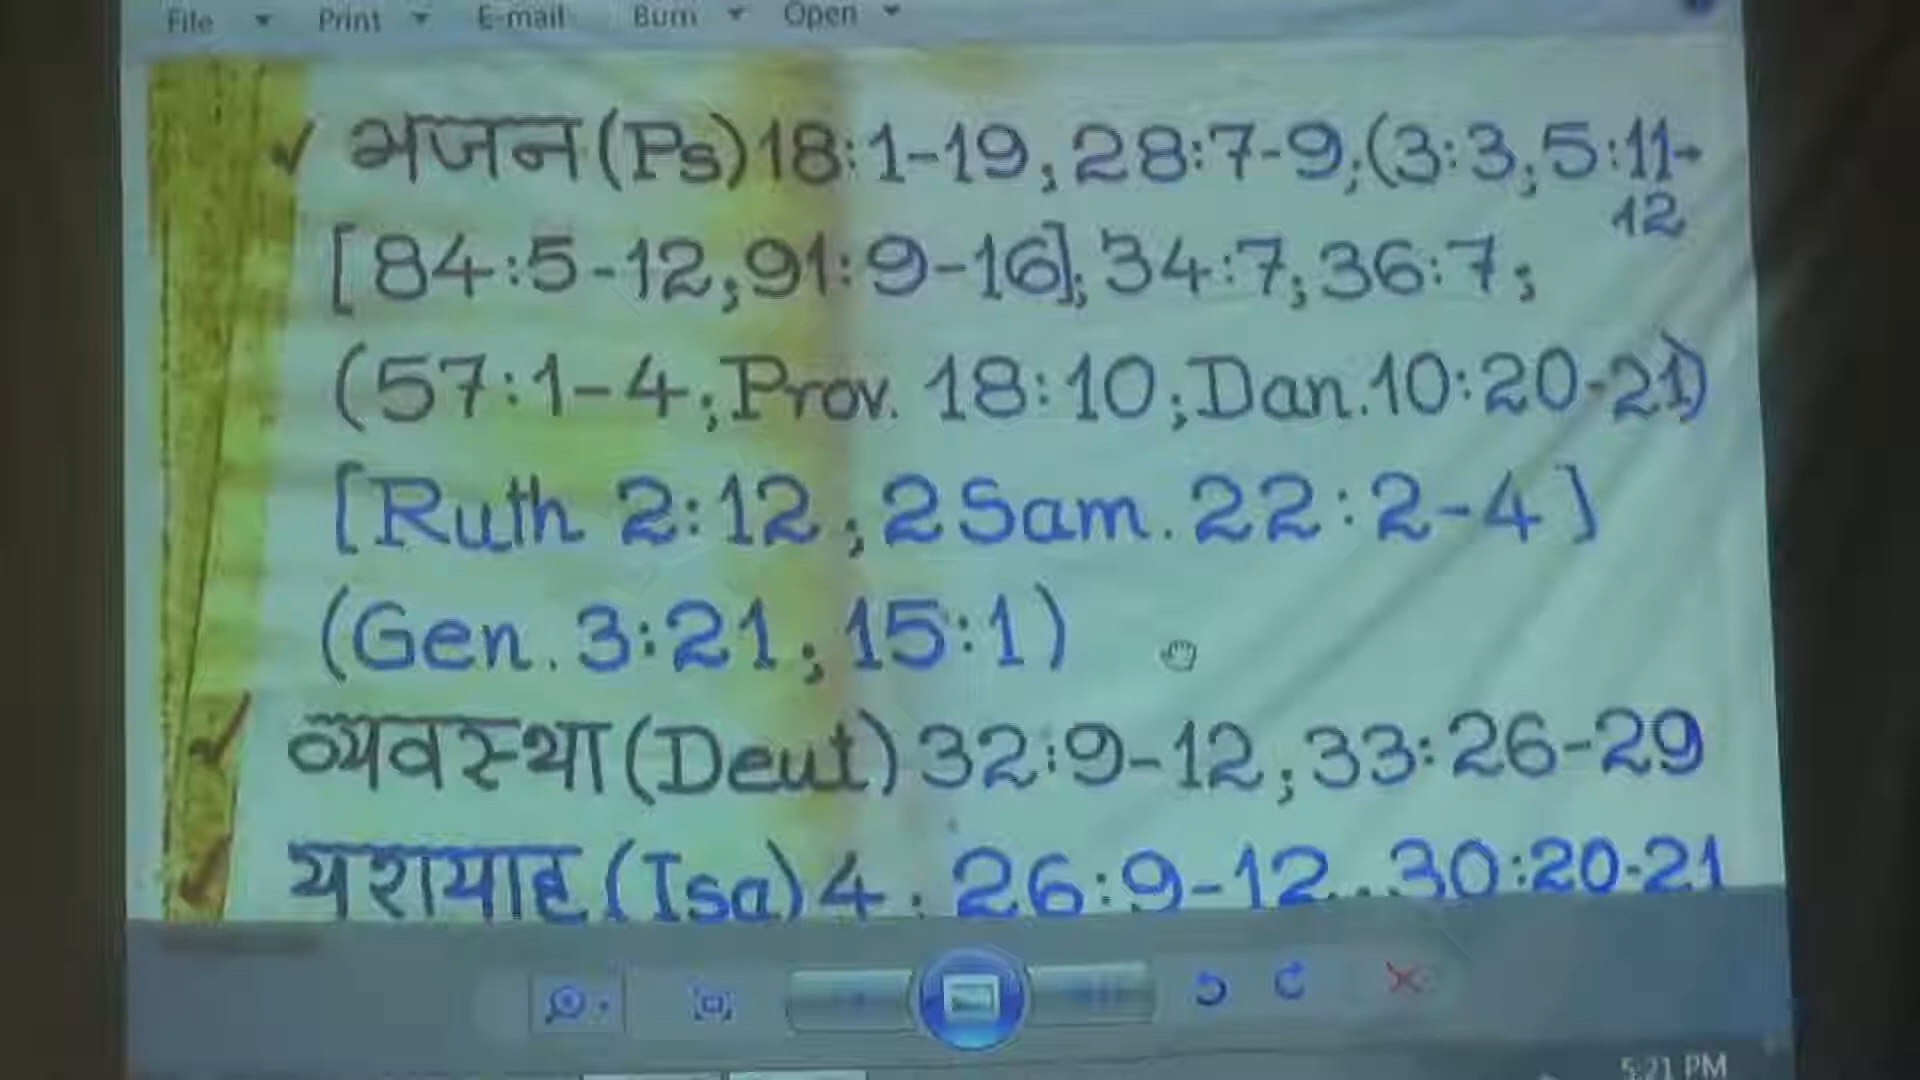 File Print E-mail Burn Open
भजन (Ps) 18:1-19; 28:7-9; (3:3; 5:11-
12
[84:5-12; 91:9-16]; 34:7; 36:7;
(57:1-4; Prov. 18:10; Dan. 10:20-21)
[Ruth 2:12; 2 Sam. 22:2-4]
(Gen. 3:21; 15:1)
व्यवस्था (Deut) 32:9-12; 33:26-29
यशायाह (Isa) 4; 26:9-12 30:20-21
5:21 PM